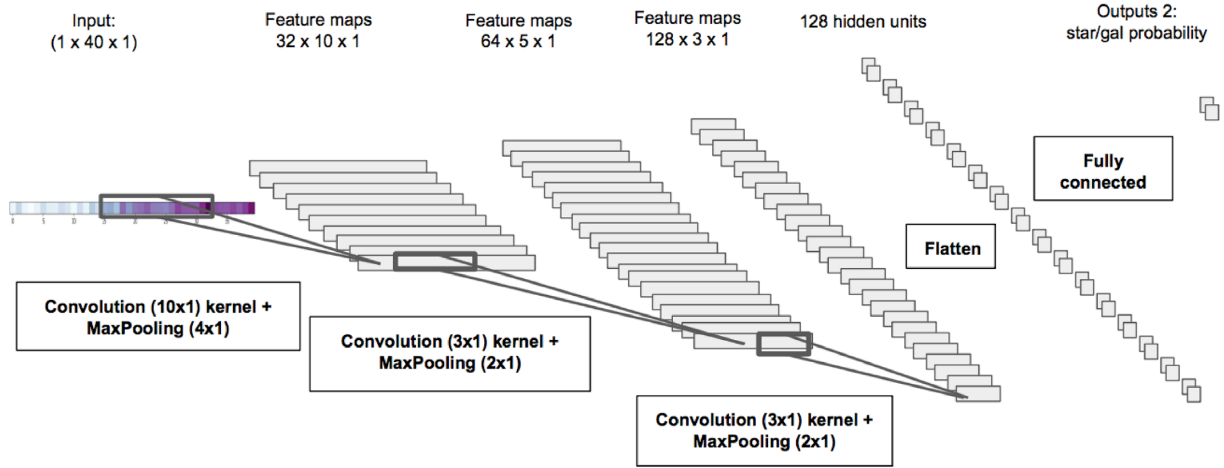 Input:
(1 x 40 x 1)
Feature maps
32 x 10 x 1
Feature maps
64 x 5 x 1
Feature maps
128 x 3 x 1
128 hidden units
Outputs 2:
star/gal probability
Fully
connected
Flatten
Convolution (10x1) kernel +
MaxPooling (4x1)
Convolution (3x1) kernel +
MaxPooling (2x1)
Convolution (3x1) kernel +
MaxPooling (2x1)